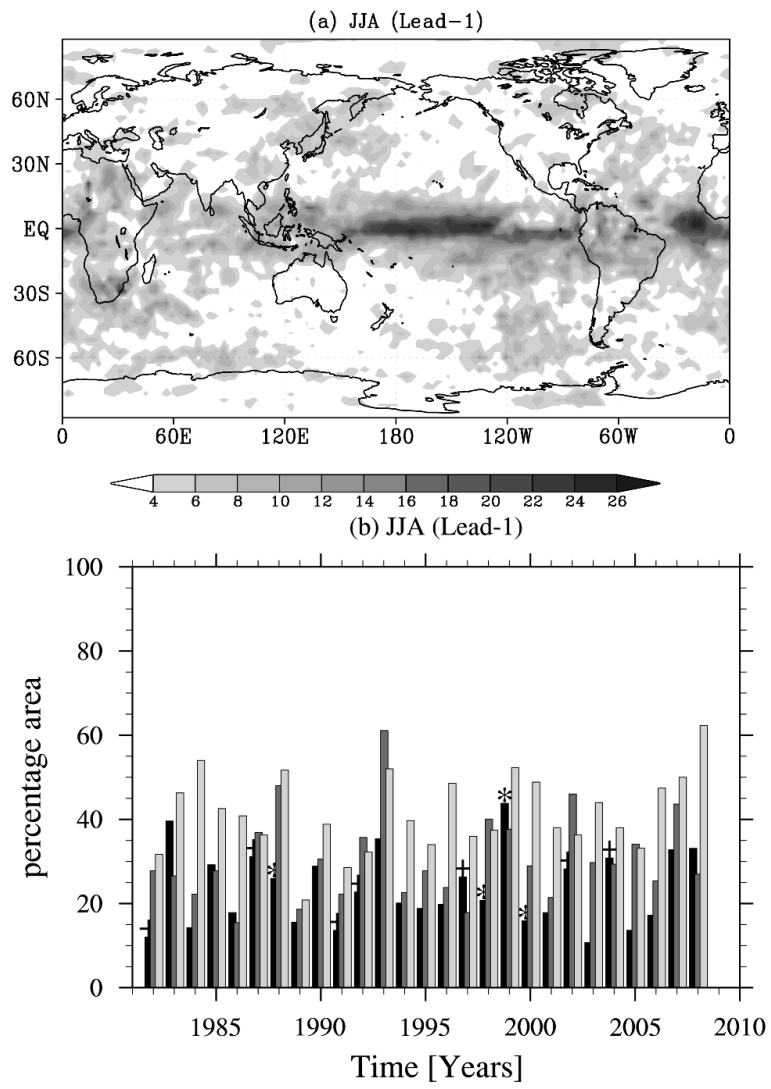 (a) JJA (Lead-1)
60N
30N
EQ
30S
60S
0 60E 120E 180 120W 60W 0
4 6 8 10 12 14 16 18 20 22 24 26
(b) JJA (Lead-1)
100
80
60
40
20
0
percentage area
1985 1990 1995 2000 2005 2010
Time [Years]